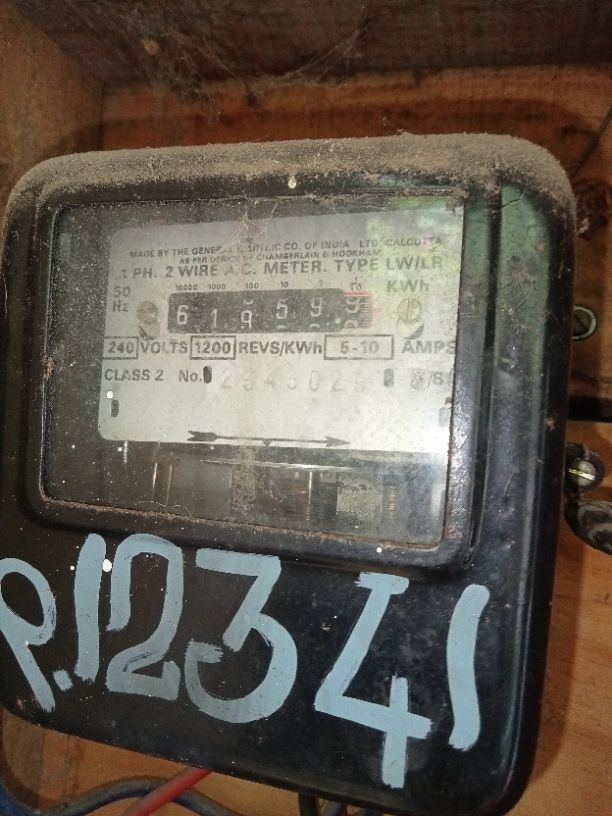 MADE BY THE GENERAL ELECTRIC CO. OF INDIA LTD. CALCUTTA
AS PER DESIGN OF CHAMBERLAIN & HOOKHAM
1 PH. 2 WIRE A.C. METER. TYPE LW/LR
50 Hz
10000 1000 100 10 1 1/10
KWh
6 1 9 5 9 9
240 VOLTS 1200 REVS/KWh 5-10 AMPS
CLASS 2 No.
P.12341